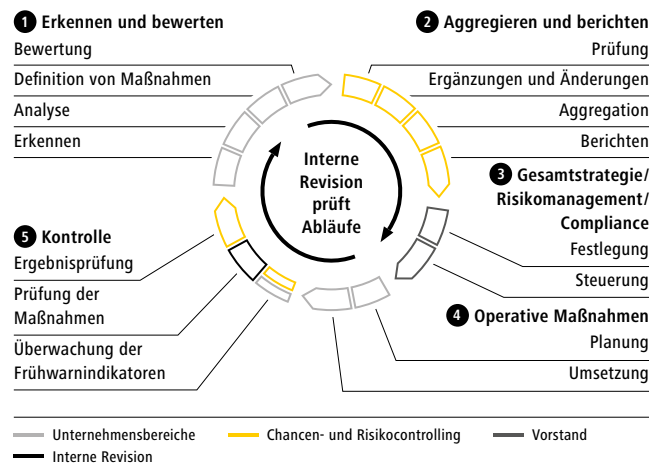 1 Erkennen und bewerten
Bewertung
Definition von Maßnahmen
Analyse
Erkennen
2 Aggregieren und berichten
Prüfung
Ergänzungen und Änderungen
Aggregation
Berichten
Interne
Revision
prüft
Abläufe
3 Gesamtstrategie/
Risikomanagement/
Compliance
Festlegung
Steuerung
4 Operative Maßnahmen
Planung
Umsetzung
5 Kontrolle
Ergebnisprüfung
Prüfung der
Maßnahmen
Überwachung der
Frühwarnindikatoren
Unternehmensbereiche
Chancen- und Risikocontrolling
Vorstand
Interne Revision